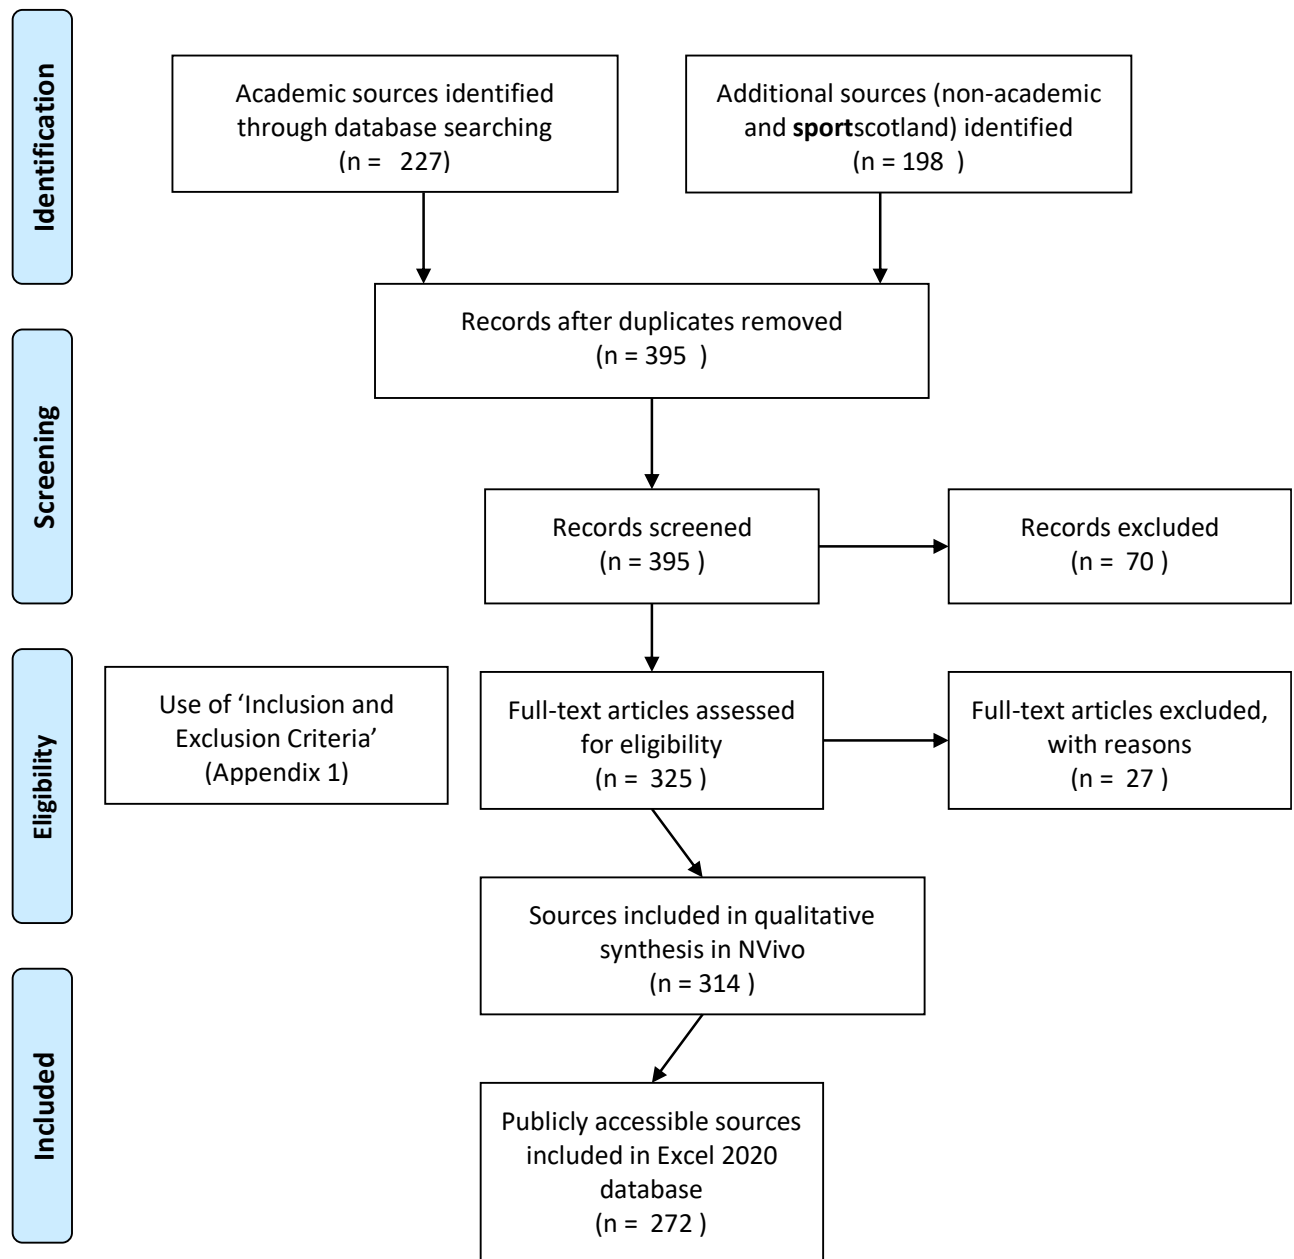 Identification
Academic sources identified
through database searching
(n =   227)
Additional sources (non-academic
and sportscotland) identified
(n = 198  )
Records after duplicates removed
(n = 395  )
Screening
Records screened
(n = 395 )
Records excluded
(n =  70 )
Eligibility
Use of ‘Inclusion and
Exclusion Criteria’
(Appendix 1)
Full-text articles assessed
for eligibility
(n =  325 )
Full-text articles excluded,
with reasons
(n =  27 )
Sources included in qualitative
synthesis in NVivo
(n = 314 )
Included
Publicly accessible sources
included in Excel 2020
database
(n =  272 )